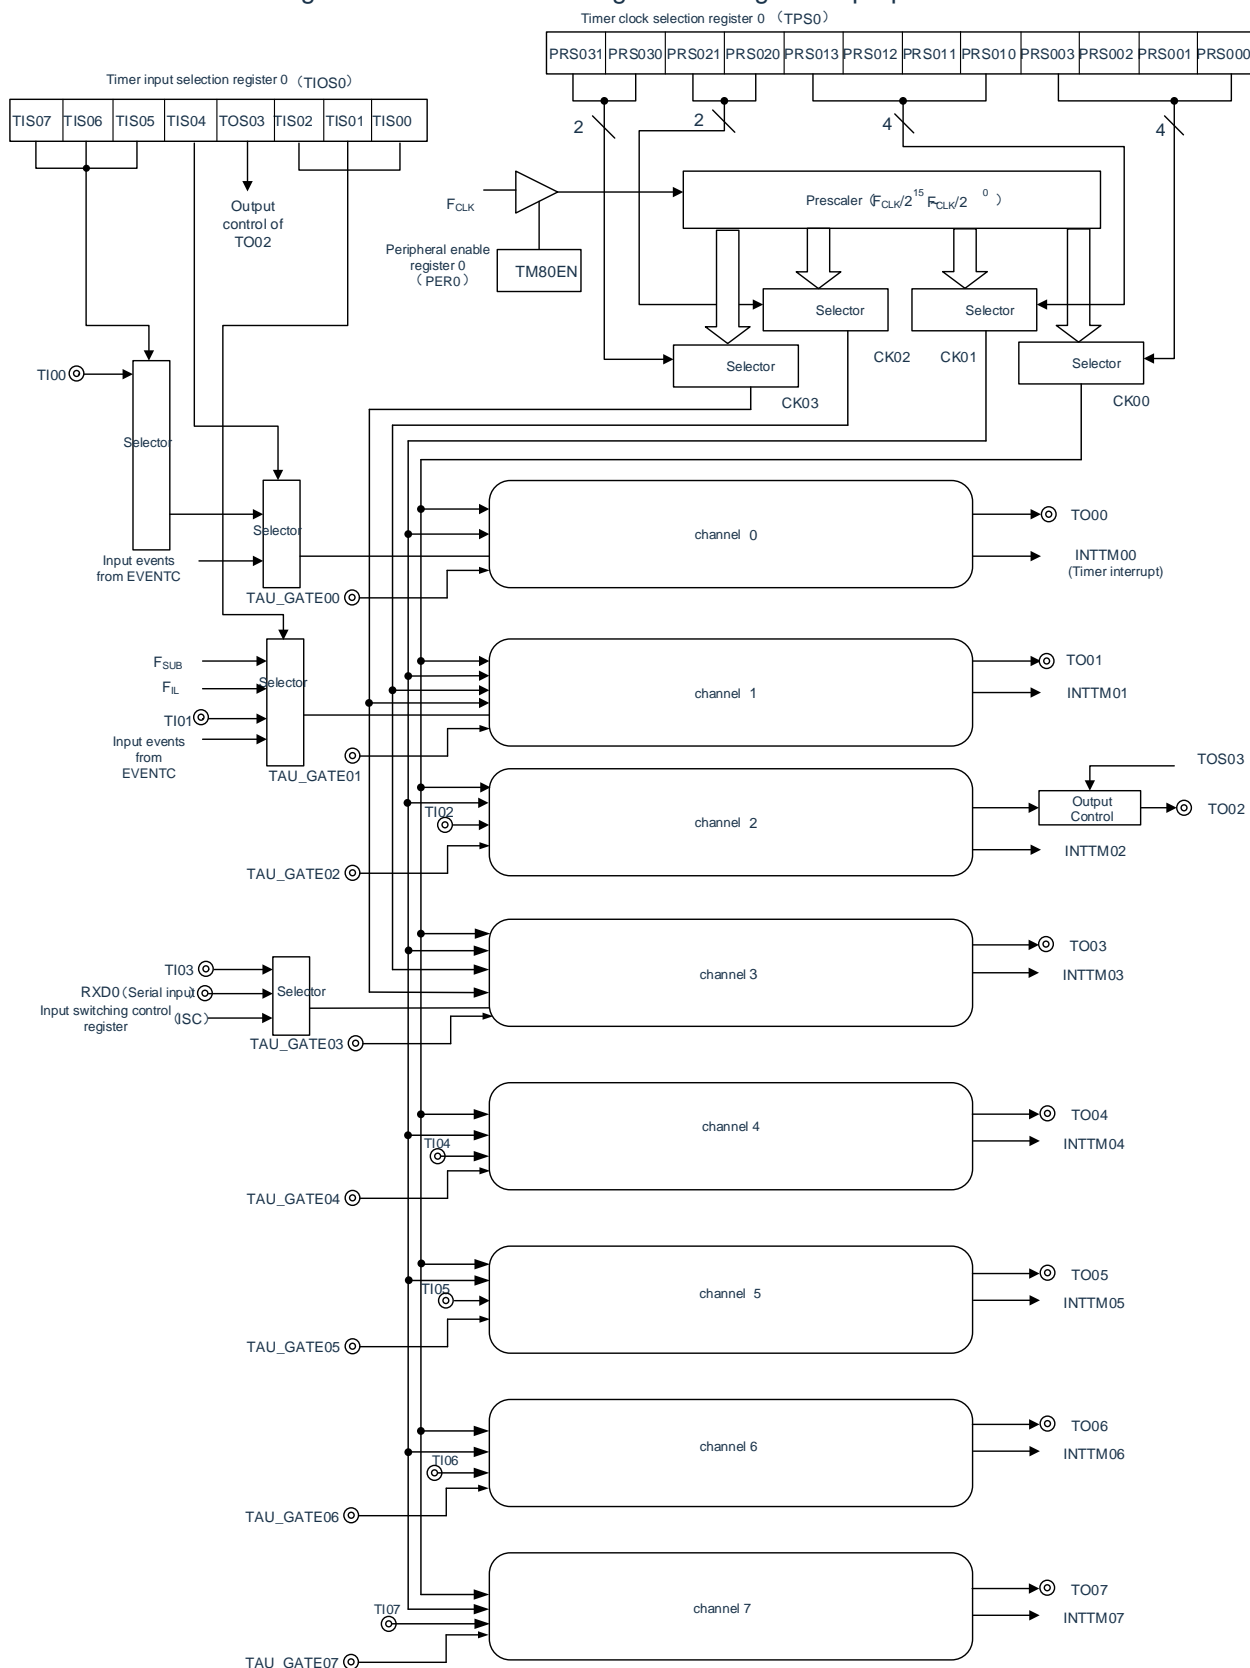 Timer clock selection register 0 （TPS0）
PRS031 PRS030 PRS021 PRS020 PRS013 PRS012 PRS011 PRS010 PRS003 PRS002 PRS001 PRS000
Timer input selection register 0（TIOS0）
TIS07 TIS06 TIS05 TIS04 TOS03 TIS02 TIS01 TIS00
2
2
4
4
Output
control of
TO02
FCLK
Prescaler（FCLK/2^15 FCLK/2^0）
Peripheral enable
register 0
（PER0）
TM80EN
Selector
Selector
CK02
CK01
Selector
Selector
CK03
CK00
TI00
Selector
Selector
Input events
from EVENTC
TAU_GATE00
channel 0
TO00
INTTM00
(Timer interrupt)
FSUB
FIL
TI01
Input events
from
EVENTC
Selector
TAU_GATE01
channel 1
TO01
INTTM01
TI02
TAU_GATE02
channel 2
TOS03
Output
Control
TO02
INTTM02
TI03
RXD0（Serial input）
Input switching control
register
（ISC）
Selector
TAU_GATE03
channel 3
TO03
INTTM03
TI04
TAU_GATE04
channel 4
TO04
INTTM04
TI05
TAU_GATE05
channel 5
TO05
INTTM05
TI06
TAU_GATE06
channel 6
TO06
INTTM06
TI07
TAU_GATE07
channel 7
TO07
INTTM07